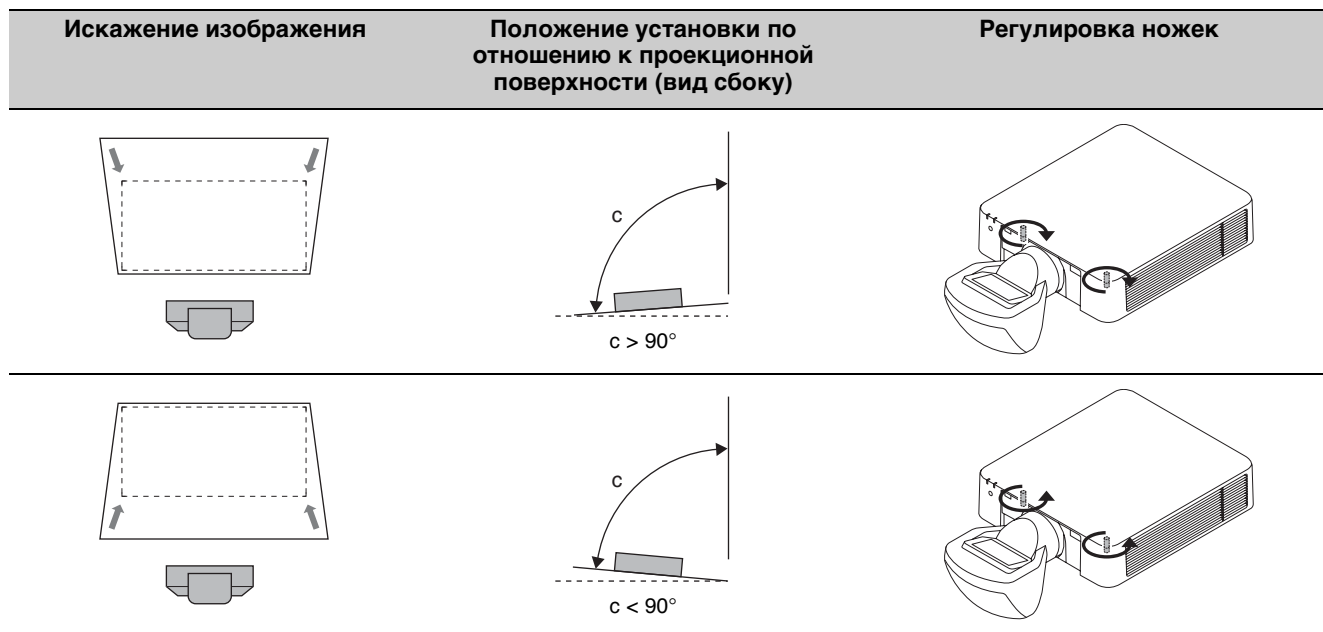 Искажение изображения
Положение установки по
отношению к проекционной
поверхности (вид сбоку)
Регулировка ножек
c
c > 90°
c
c < 90°